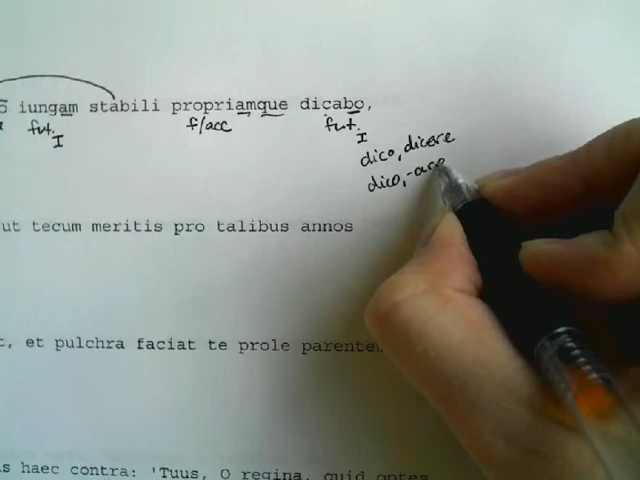 iungam stabili propriamque dicabo,
fut. f/acc fut.
I I
dico, dicere
dico, -are
ut tecum meritis pro talibus annos
, et pulchra faciat te prole
haec contra: 'Tuus, O regina, quid optes